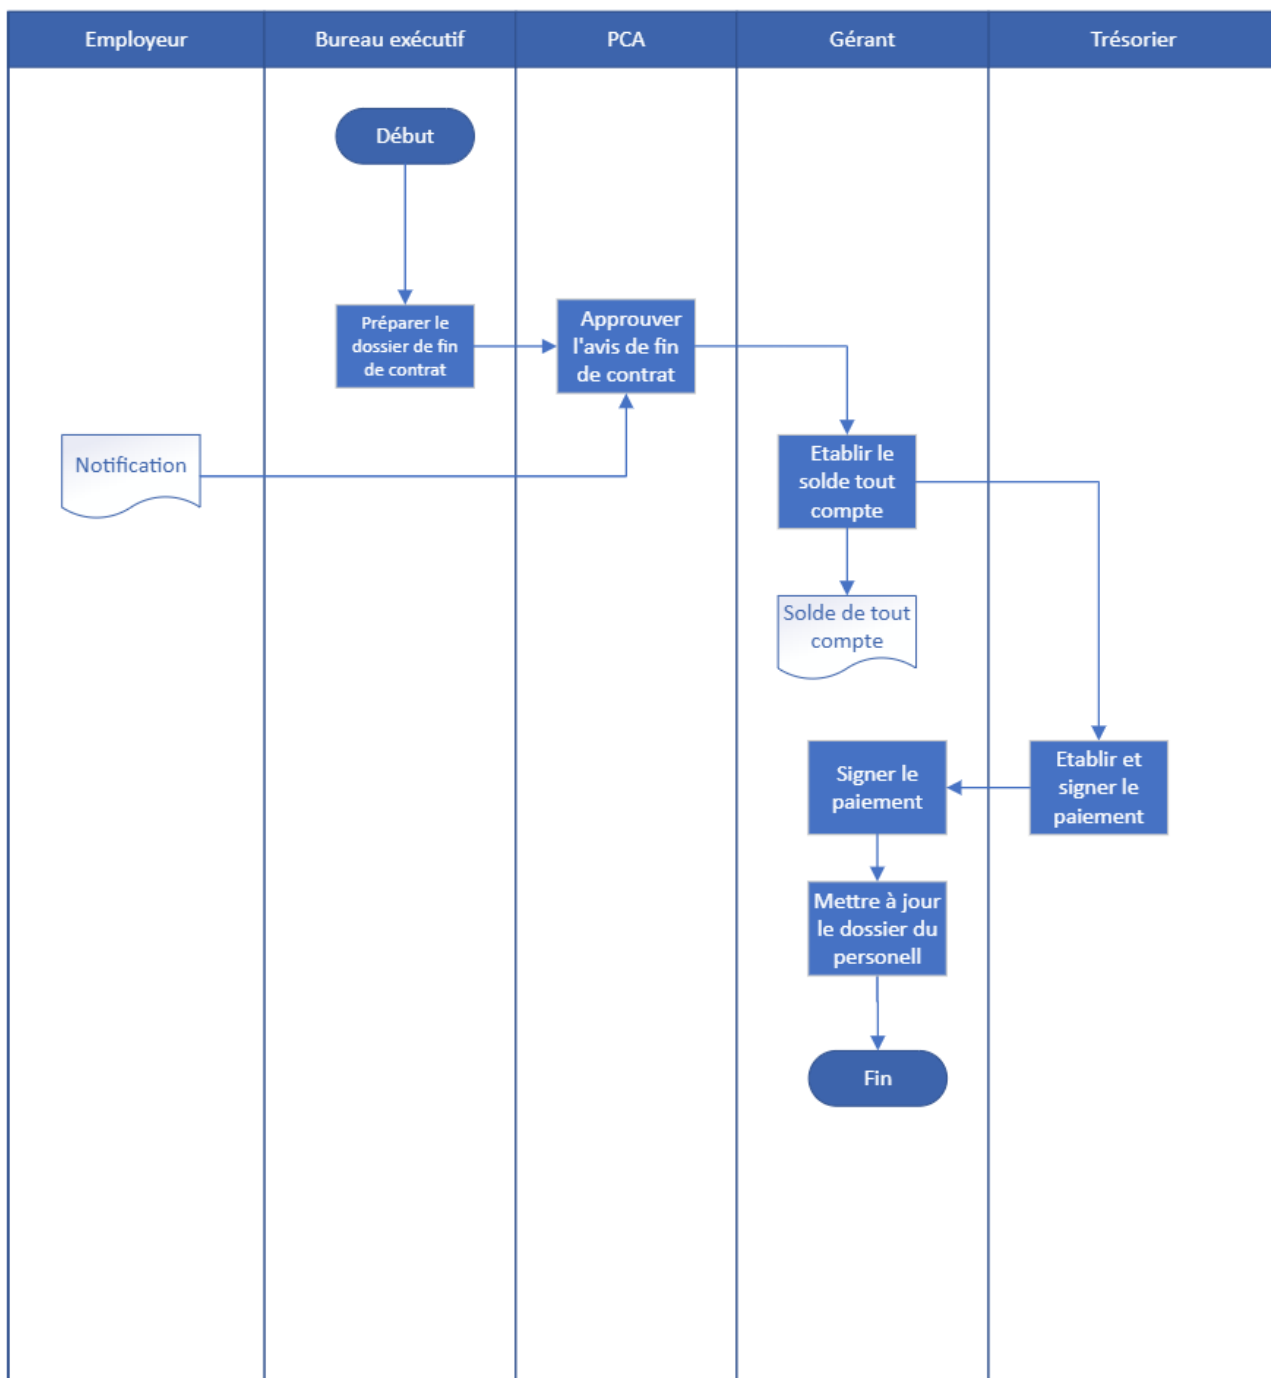 Employeur
Bureau exécutif
PCA
Gérant
Trésorier
Début
Préparer le
dossier de fin
de contrat
Approuver
l'avis de fin
de contrat
Notification
Etablir le
solde tout
compte
Solde de tout
compte
Signer le
paiement
Etablir et
signer le
paiement
Mettre à jour
le dossier du
personell
Fin